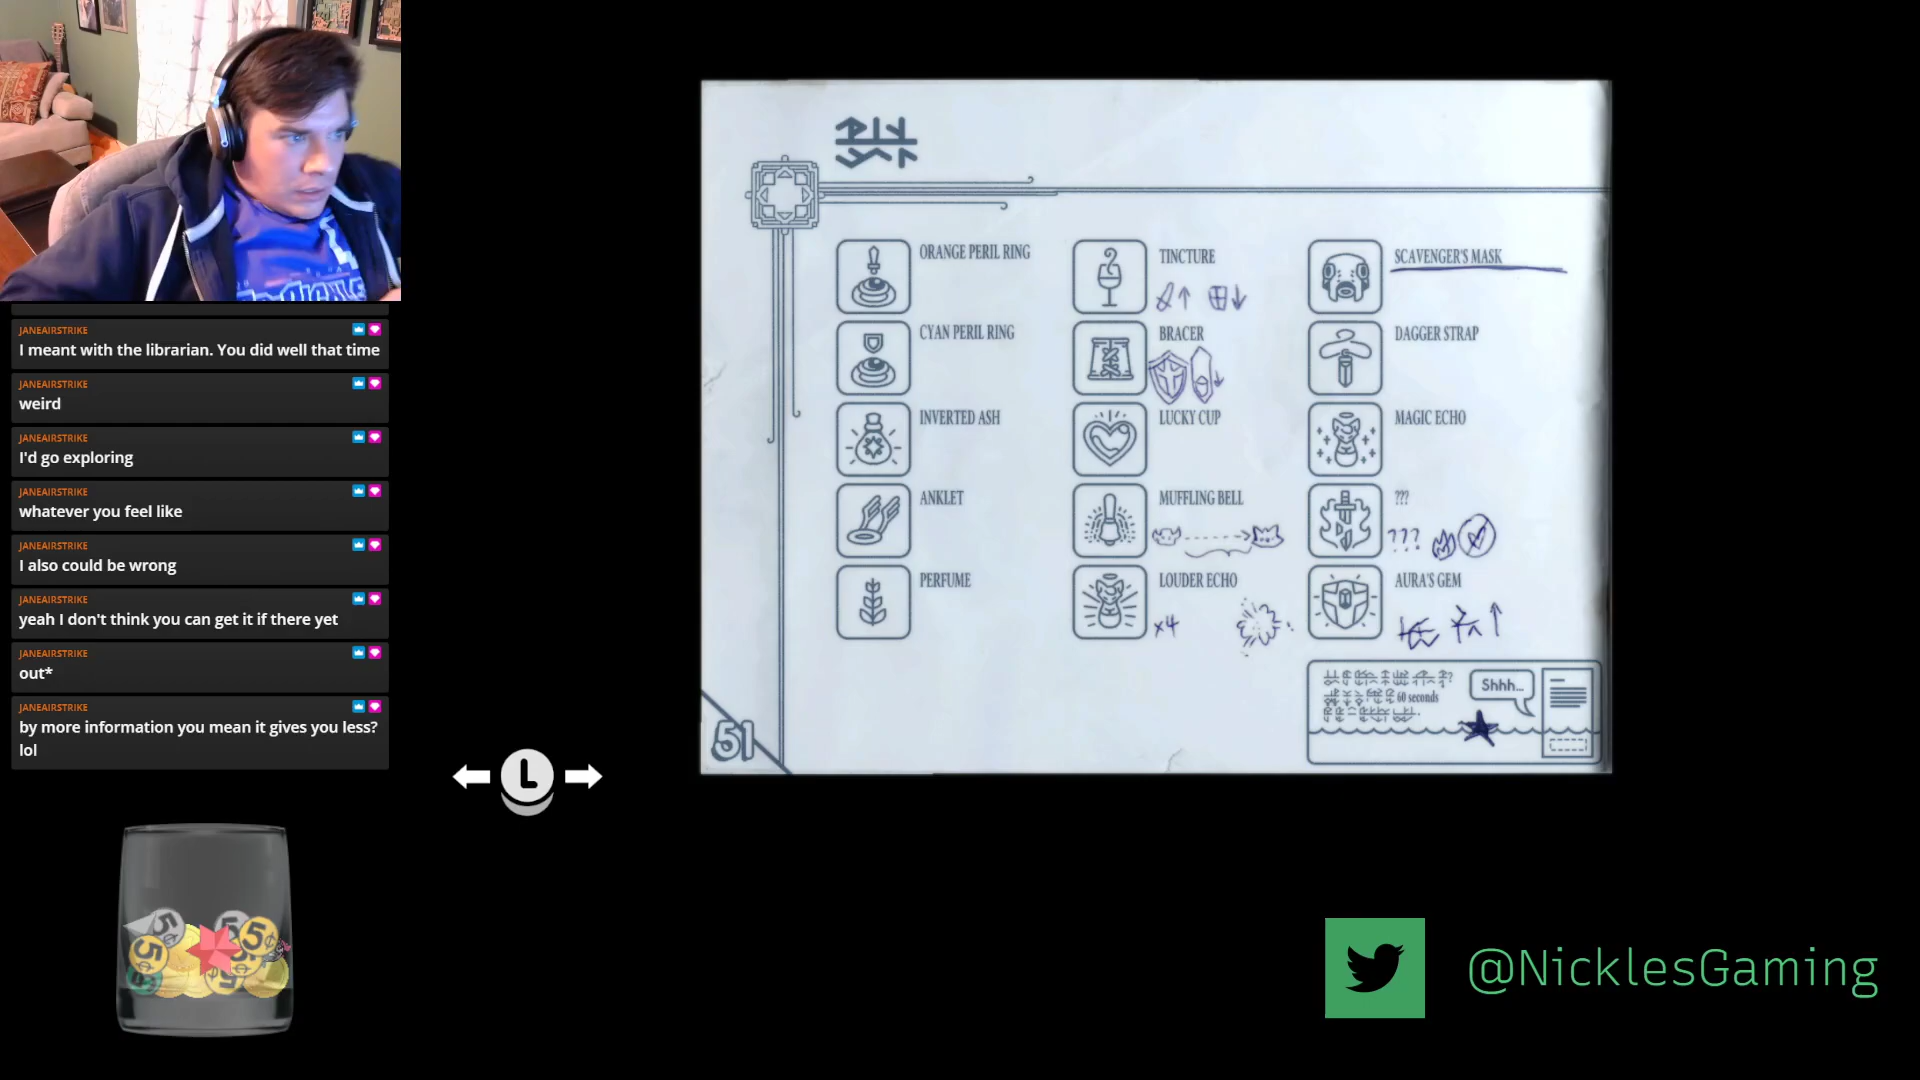 JANEAIRSTRIKE
I meant with the librarian. You did well that time
JANEAIRSTRIKE
weird
JANEAIRSTRIKE
I'd go exploring
JANEAIRSTRIKE
whatever you feel like
JANEAIRSTRIKE
I also could be wrong
JANEAIRSTRIKE
yeah I don't think you can get it if there yet
JANEAIRSTRIKE
out*
JANEAIRSTRIKE
by more information you mean it gives you less?
lol
L
ORANGE PERIL RING
CYAN PERIL RING
INVERTED ASH
ANKLET
PERFUME
TINCTURE
BRACER
LUCKY CUP
MUFFLING BELL
LOUDER ECHO
x4
SCAVENGER'S MASK
DAGGER STRAP
MAGIC ECHO
???
???
AURA'S GEM
60 seconds
Shhh...
51
@NicklesGaming